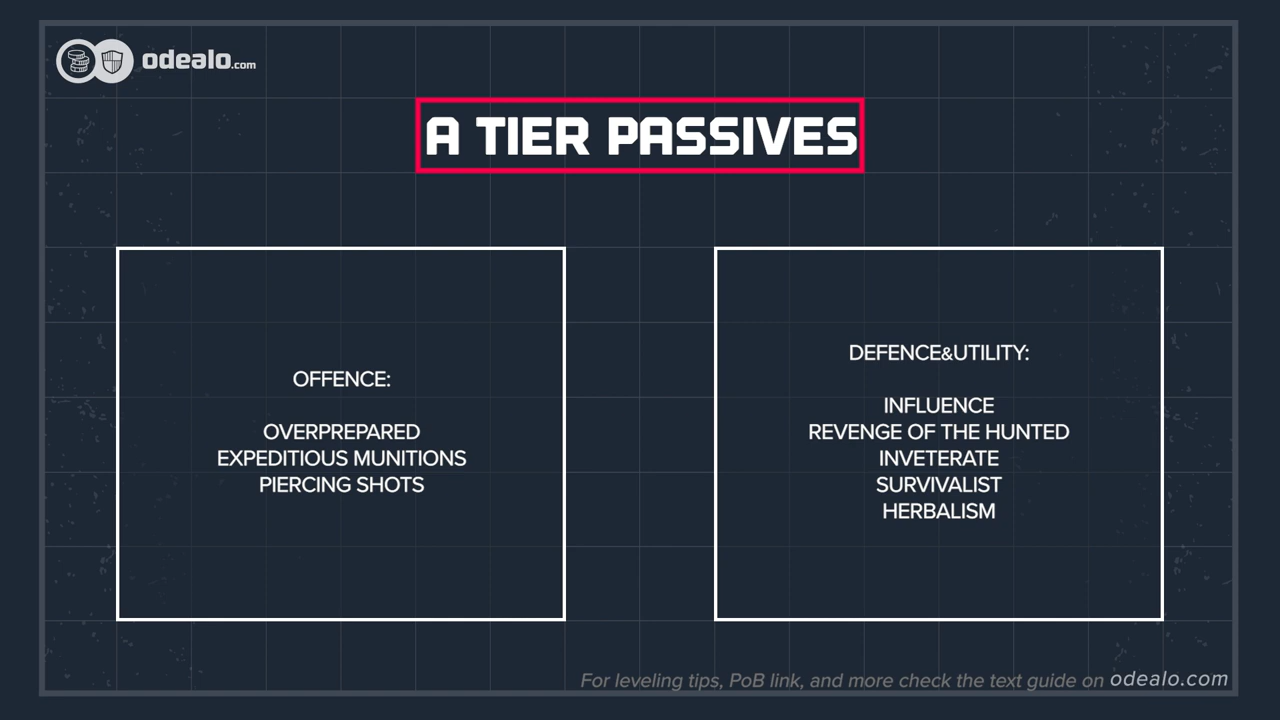 odealo.com
A TIER PASSIVES
OFFENCE:
OVERPREPARED
EXPEDITIOUS MUNITIONS
PIERCING SHOTS
DEFENCE&UTILITY:
INFLUENCE
REVENGE OF THE HUNTED
INVETERATE
SURVIVALIST
HERBALISM
For leveling tips, PoB link, and more check the text guide on odealo.com